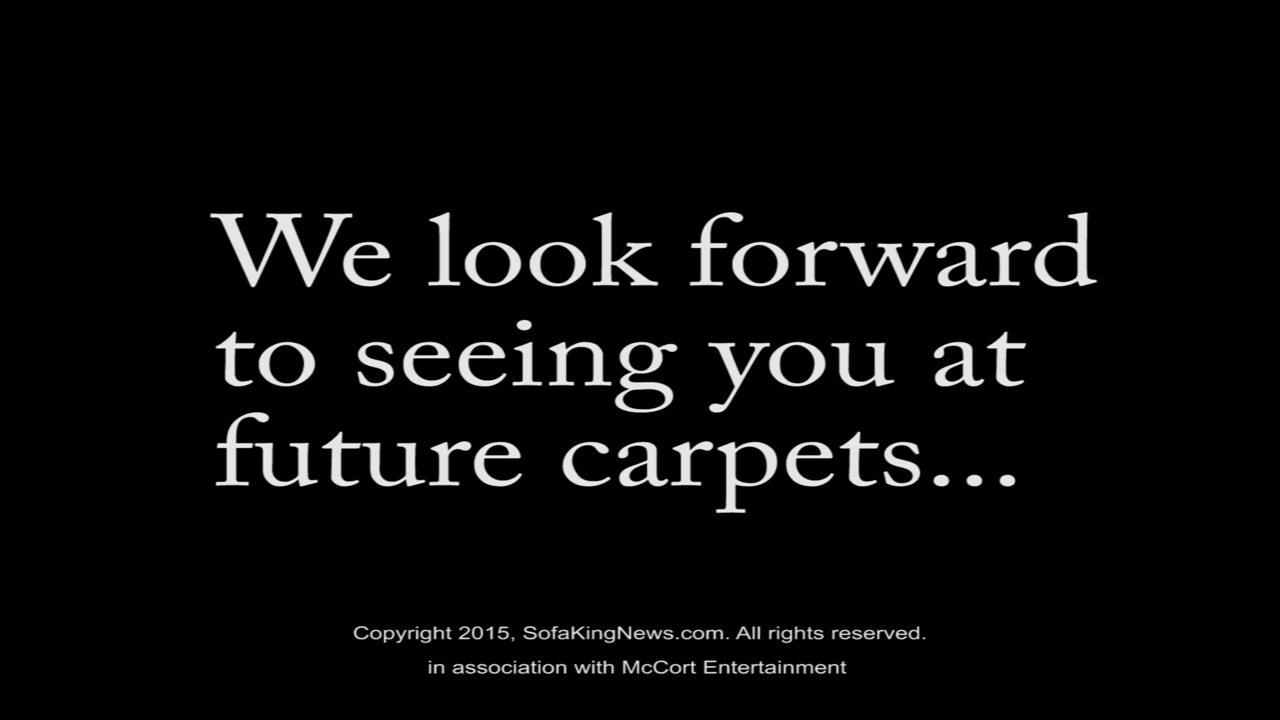 We look forward
to seeing you at
future carpets...
Copyright 2015, SofaKingNews.com. All rights reserved.
in association with McCort Entertainment